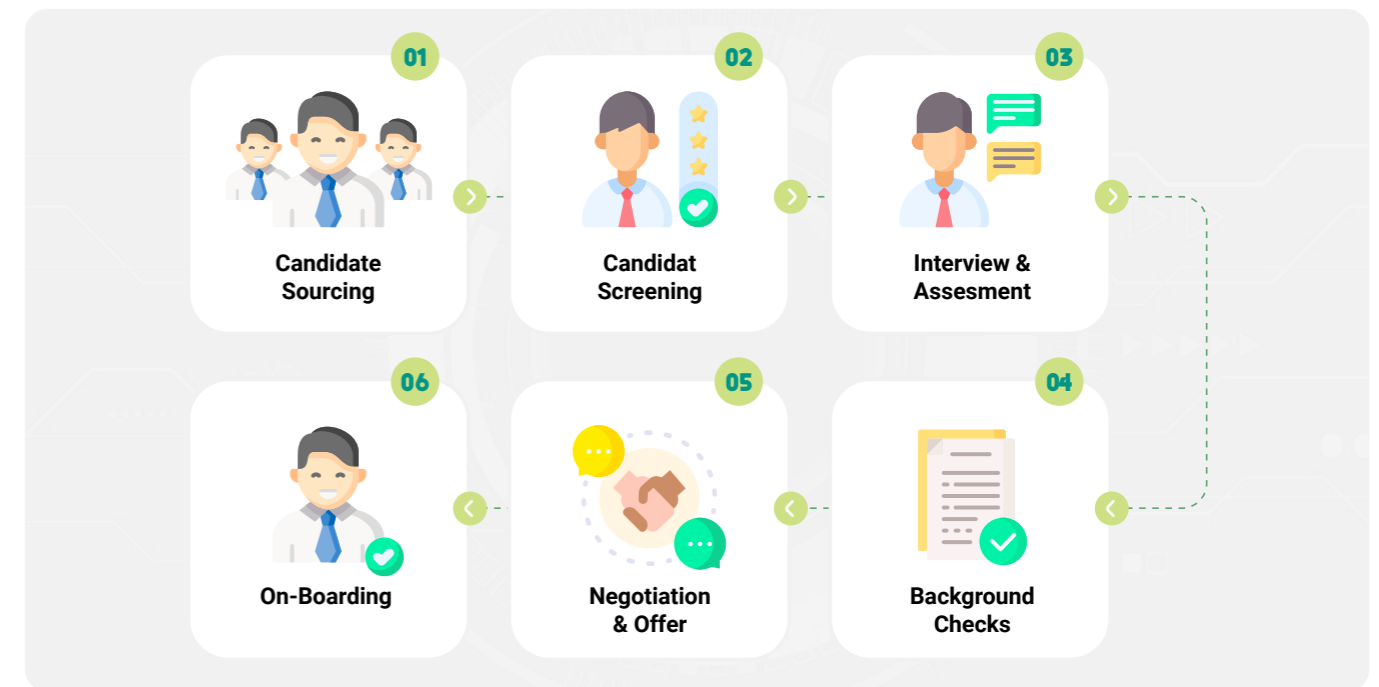 01
Candidate
Sourcing
02
Candidat
Screening
03
Interview &
Assesment
04
Background
Checks
05
Negotiation
& Offer
06
On-Boarding